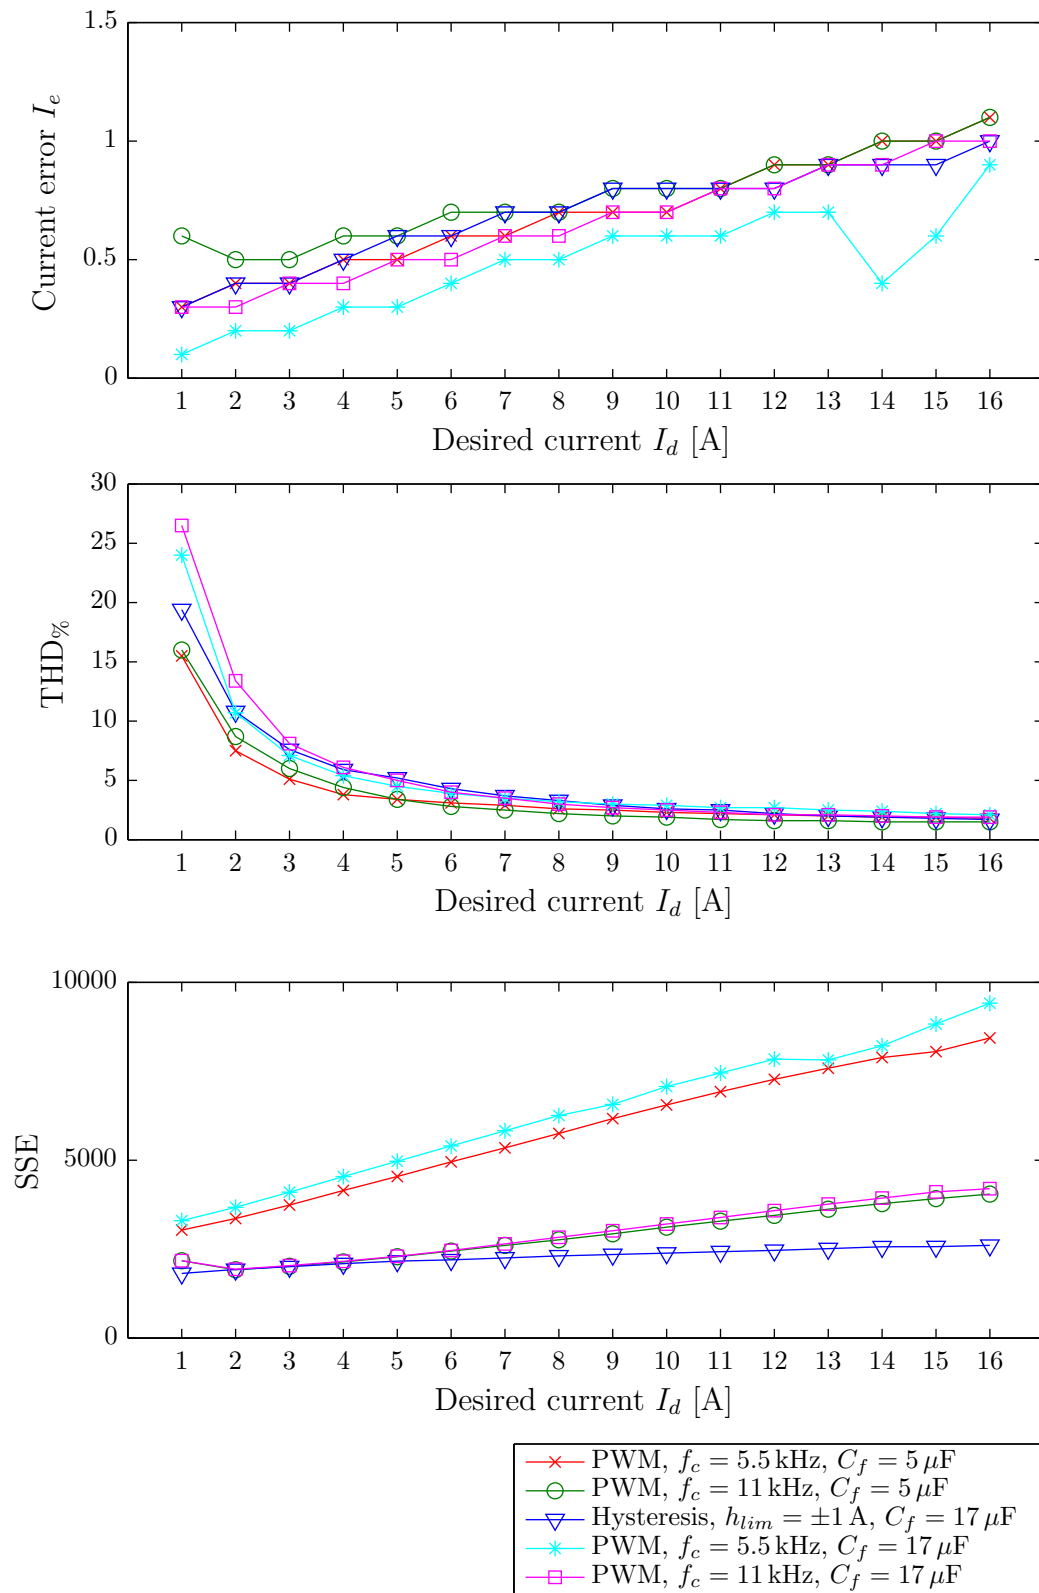 1.5
1
0.5
0
Current error I_e
1 2 3 4 5 6 7 8 9 10 11 12 13 14 15 16
Desired current I_d [A]
30
25
20
15
10
5
0
THD_%
1 2 3 4 5 6 7 8 9 10 11 12 13 14 15 16
Desired current I_d [A]
10000
5000
0
SSE
1 2 3 4 5 6 7 8 9 10 11 12 13 14 15 16
Desired current I_d [A]
PWM, f_c = 5.5 kHz, C_f = 5 μF
PWM, f_c = 11 kHz, C_f = 5 μF
Hysteresis, h_lim = ±1 A, C_f = 17 μF
PWM, f_c = 5.5 kHz, C_f = 17 μF
PWM, f_c = 11 kHz, C_f = 17 μF